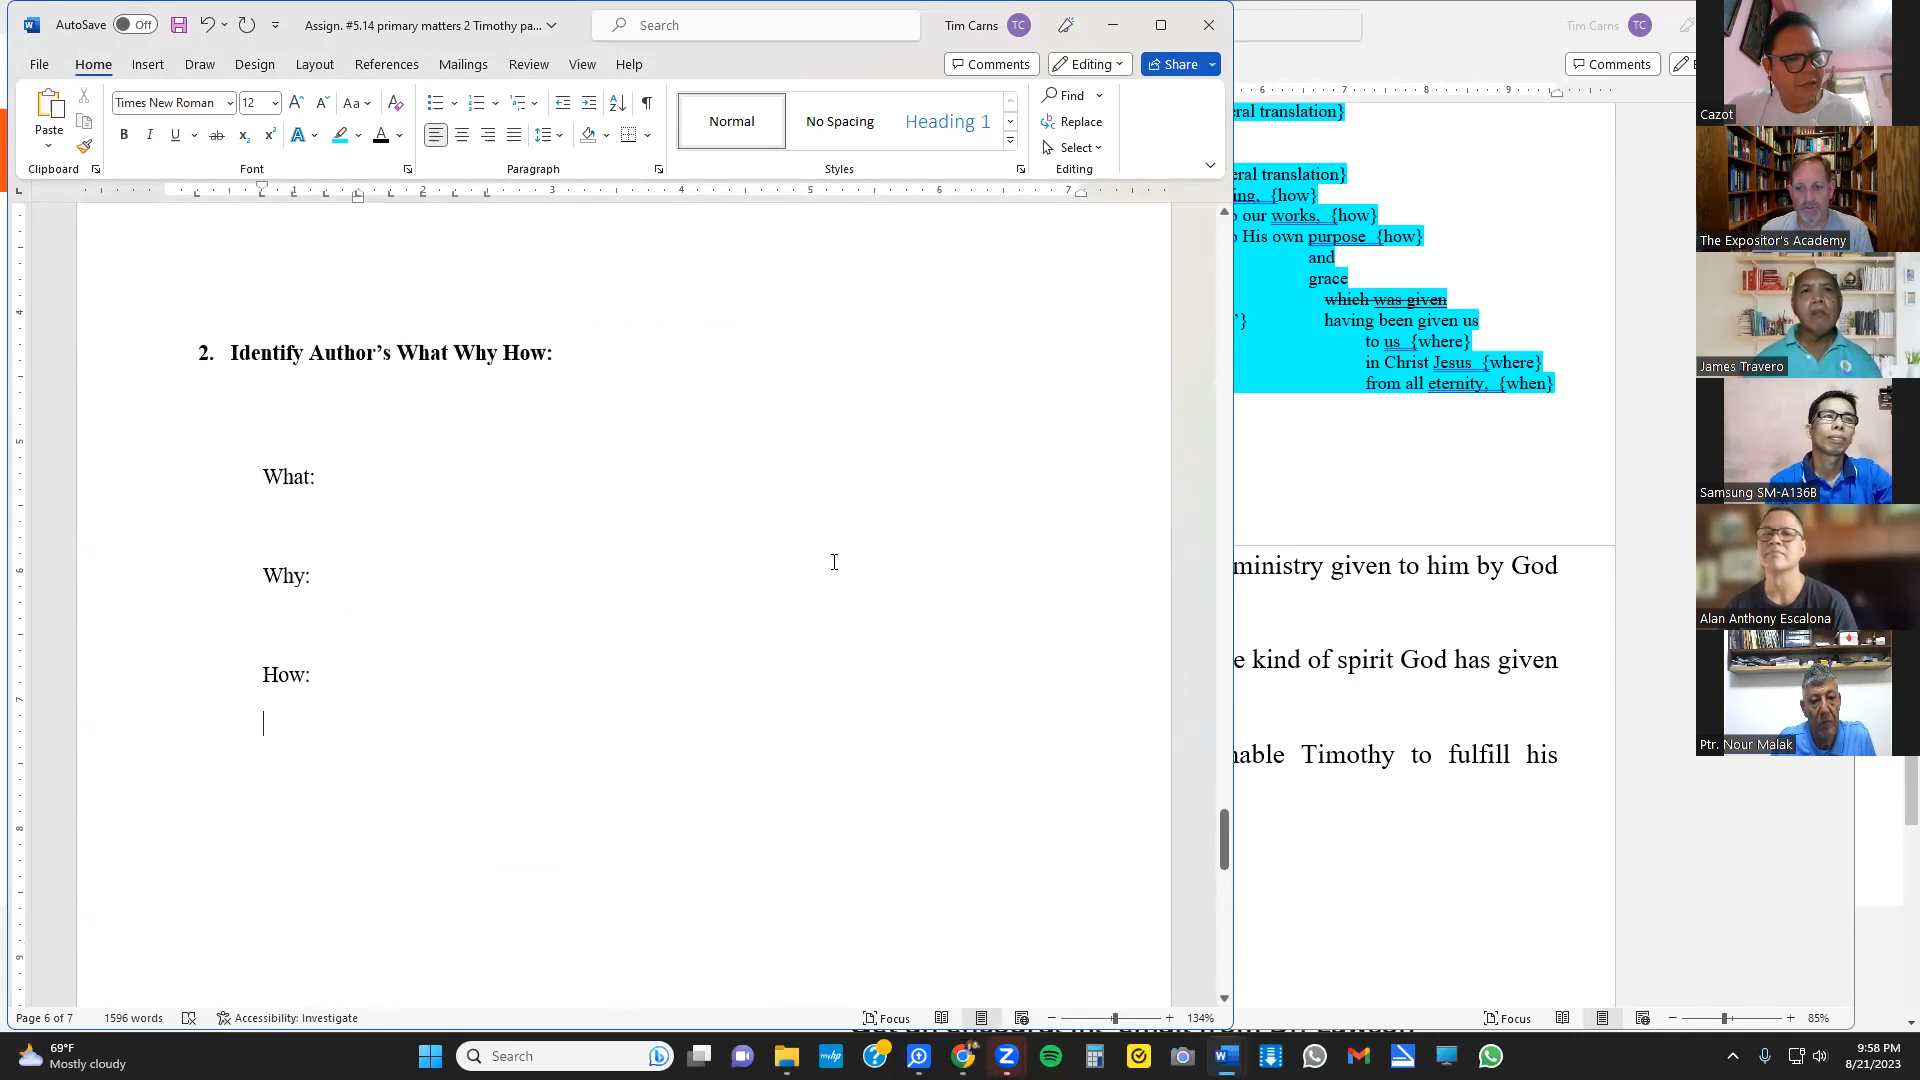 AutoSave Off
Assign. #5.14 primary matters 2 Timothy pa...
Search
Tim Carns TC
Tim Carns TC
File Home Insert Draw Design Layout References Mailings Review View Help
Comments Editing Share
Comments
Times New Roman 12
Paste
Normal
No Spacing
Heading 1
Find
Replace
Select
Clipboard Font Paragraph Styles Editing
2. Identify Author's What Why How:
What:
Why:
How:
eral translation}
eral translation}
ing, {how}
o our works, {how}
o His own purpose {how}
and
grace
which was given
'} having been given us
to us {where}
in Christ Jesus {where}
from all eternity, {when}
ministry given to him by God
e kind of spirit God has given
nable Timothy to fulfill his
Cazot
The Expositor's Academy
James Travero
Samsung SM-A136B
Alan Anthony Escalona
Ptr. Nour Malak
Page 6 of 7 1596 words Accessibility: Investigate
Focus 134%
Focus 85%
69°F
Mostly cloudy
Search
9:58 PM
8/21/2023